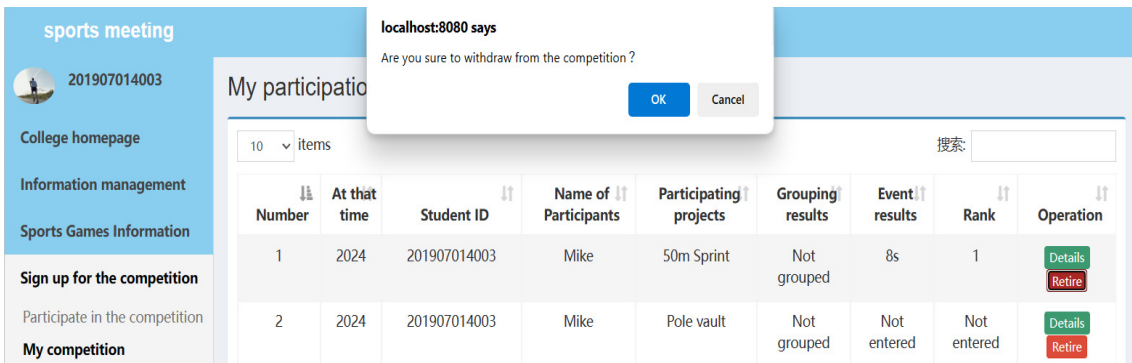 sports meeting
localhost:8080 says
Are you sure to withdraw from the competition？
OK Cancel
201907014003
My participatio
College homepage
Information management
Sports Games Information
Sign up for the competition
Participate in the competition
My competition
10 items
搜索:
Number At that time Student ID Name of Participants Participating projects Grouping results Event results Rank Operation
1 2024 201907014003 Mike 50m Sprint Not grouped 8s 1 Details Retire
2 2024 201907014003 Mike Pole vault Not grouped Not entered Not entered Details Retire